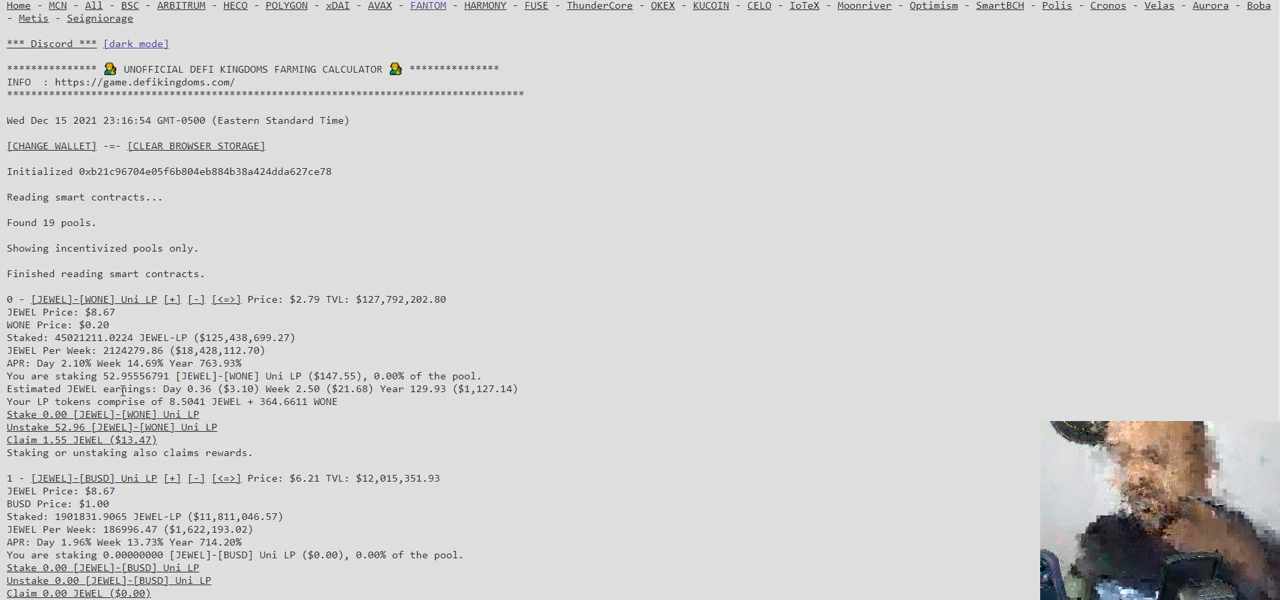 Home - MCN - All - BSC - ARBITRUM - HECO - POLYGON - xDAI - AVAX - FANTOM - HARMONY - FUSE - ThunderCore - OKEX - KUCOIN - CELO - IoTeX - Moonriver - Optimism - SmartBCH - Polis - Cronos - Velas - Aurora - Boba
- Metis - Seigniorage
*** Discord *** [dark mode]
*************** UNOFFICIAL DEFI KINGDOMS FARMING CALCULATOR ***************
INFO : https://game.defikingdoms.com/
**************************************************************************************
Wed Dec 15 2021 23:16:54 GMT-0500 (Eastern Standard Time)
[CHANGE WALLET] -=- [CLEAR BROWSER STORAGE]
Initialized 0xb21c96704e05f6b804eb884b38a424dda627ce78
Reading smart contracts...
Found 19 pools.
Showing incentivized pools only.
Finished reading smart contracts.
0 - [JEWEL]-[WONE] Uni LP [+] [-] [<=>] Price: $2.79 TVL: $127,792,202.80
JEWEL Price: $8.67
WONE Price: $0.20
Staked: 45021211.0224 JEWEL-LP ($125,438,699.27)
JEWEL Per Week: 2124279.86 ($18,428,112.70)
APR: Day 2.10% Week 14.69% Year 763.93%
You are staking 52.95556791 [JEWEL]-[WONE] Uni LP ($147.55), 0.00% of the pool.
Estimated JEWEL earnings: Day 0.36 ($3.10) Week 2.50 ($21.68) Year 129.93 ($1,127.14)
Your LP tokens comprise of 8.5041 JEWEL + 364.6611 WONE
Stake 0.00 [JEWEL]-[WONE] Uni LP
Unstake 52.96 [JEWEL]-[WONE] Uni LP
Claim 1.55 JEWEL ($13.47)
Staking or unstaking also claims rewards.
1 - [JEWEL]-[BUSD] Uni LP [+] [-] [<=>] Price: $6.21 TVL: $12,015,351.93
JEWEL Price: $8.67
BUSD Price: $1.00
Staked: 1901831.9065 JEWEL-LP ($11,811,046.57)
JEWEL Per Week: 186996.47 ($1,622,193.02)
APR: Day 1.96% Week 13.73% Year 714.20%
You are staking 0.00000000 [JEWEL]-[BUSD] Uni LP ($0.00), 0.00% of the pool.
Stake 0.00 [JEWEL]-[BUSD] Uni LP
Unstake 0.00 [JEWEL]-[BUSD] Uni LP
Claim 0.00 JEWEL ($0.00)